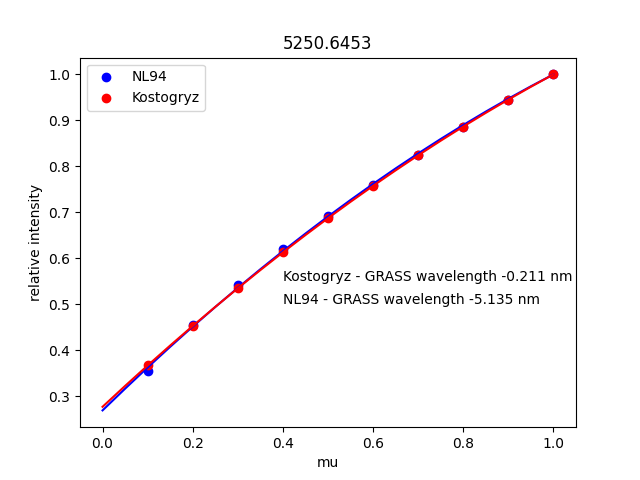 5250.6453
NL94
Kostogryz
1.0
0.9
0.8
0.7
0.6
0.5
0.4
0.3
relative intensity
Kostogryz - GRASS wavelength -0.211 nm
NL94 - GRASS wavelength -5.135 nm
0.0 0.2 0.4 0.6 0.8 1.0
mu